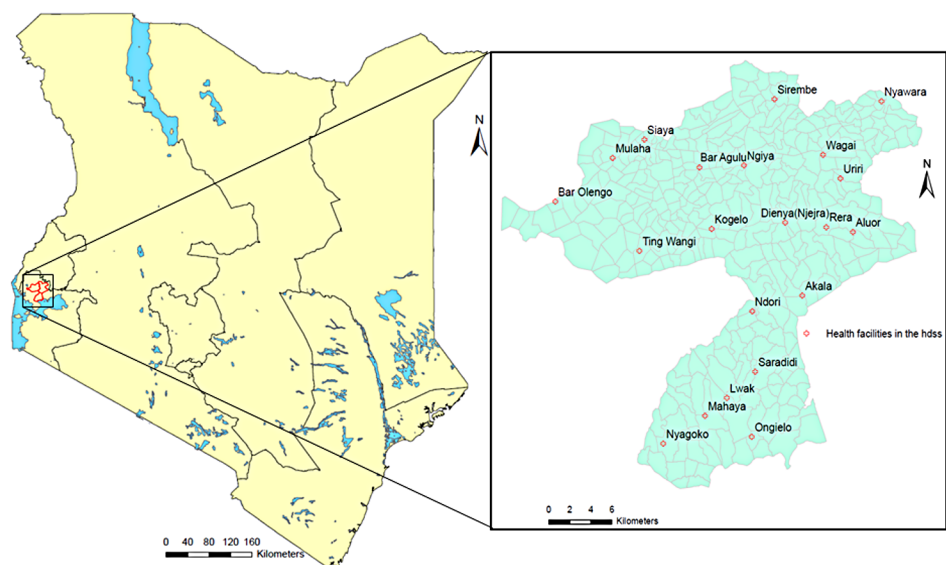 N
0 40 80 120 160
Kilometers
Sirembe
Nyawara
Siaya
Mulaha
Bar Agulu
Ngiya
Wagai
Uriri
N
Bar Olengo
Kogelo
Dienya(Njejra)
Rera
Aluor
Ting Wangi
Akala
Ndori
Health facilities in the hdss
Saradidi
Lwak
Mahaya
Nyagoko
Ongielo
0 2 4 6
Kilometers